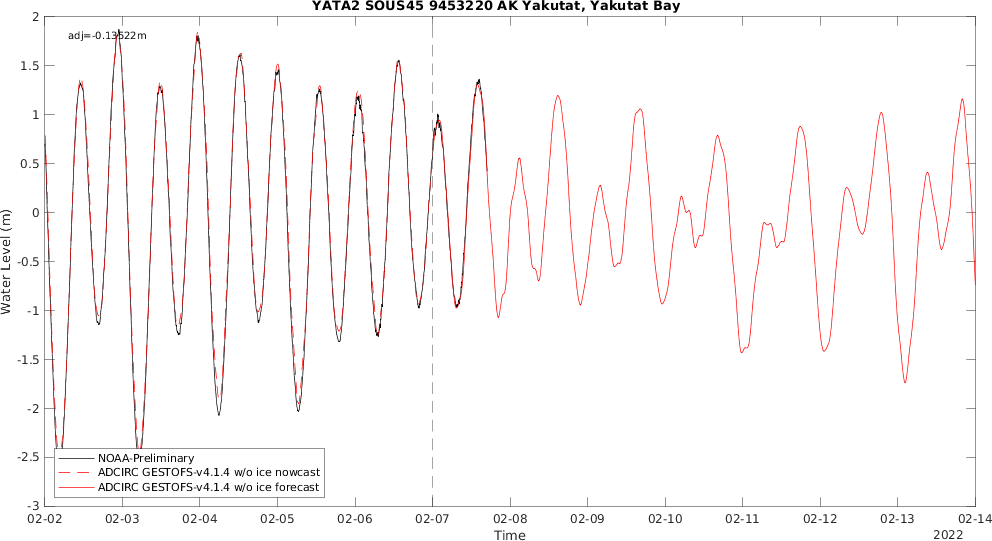 YATA2 SOUS45 9453220 AK Yakutat, Yakutat Bay
adj=-0.13522m
Water Level (m)
2
1.5
1
0.5
0
-0.5
-1
-1.5
-2
-2.5
-3
NOAA-Preliminary
ADCIRC GESTOFS-v4.1.4 w/o ice nowcast
ADCIRC GESTOFS-v4.1.4 w/o ice forecast
02-02 02-03 02-04 02-05 02-06 02-07 02-08 02-09 02-10 02-11 02-12 02-13 02-14
Time
2022